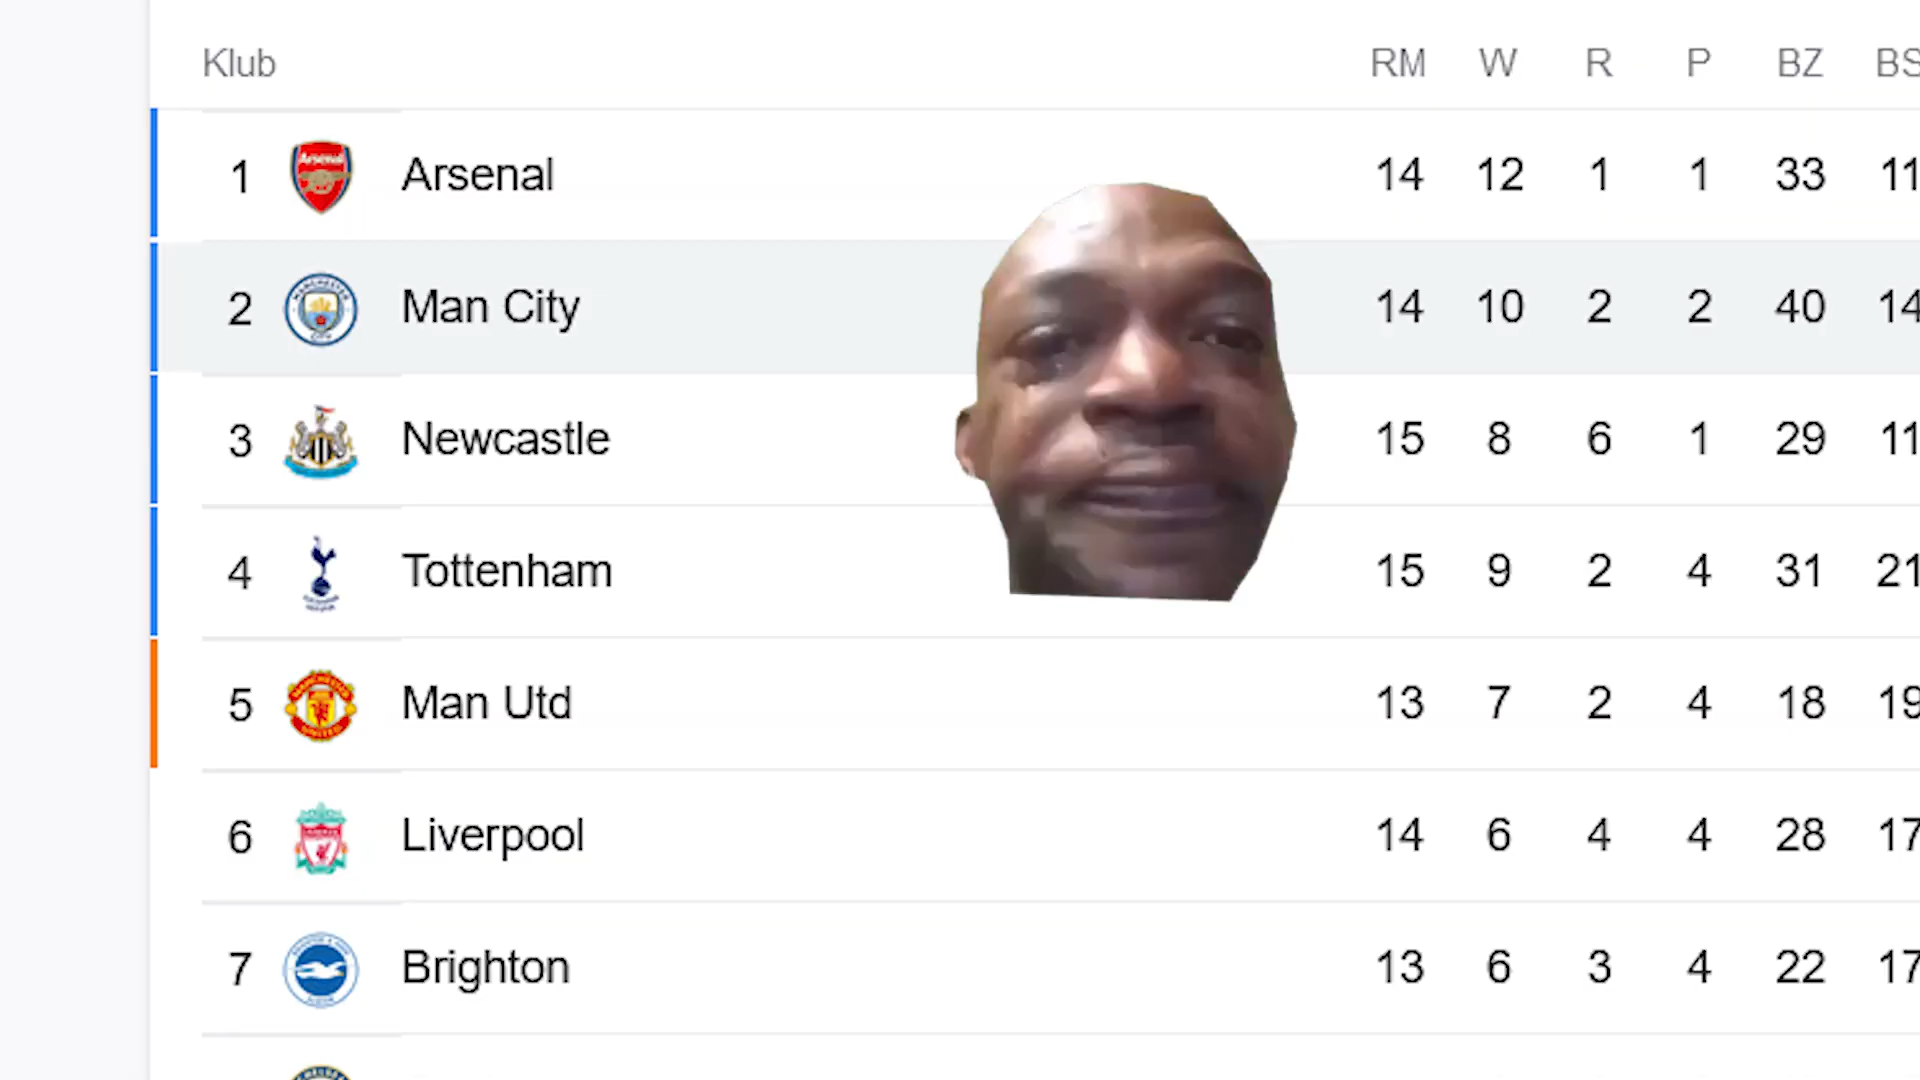 Klub RM W R P BZ BS
1 Arsenal 14 12 1 1 33 11
2 Man City 14 10 2 2 40 14
3 Newcastle 15 8 6 1 29 11
4 Tottenham 15 9 2 4 31 21
5 Man Utd 13 7 2 4 18 19
6 Liverpool 14 6 4 4 28 17
7 Brighton 13 6 3 4 22 17